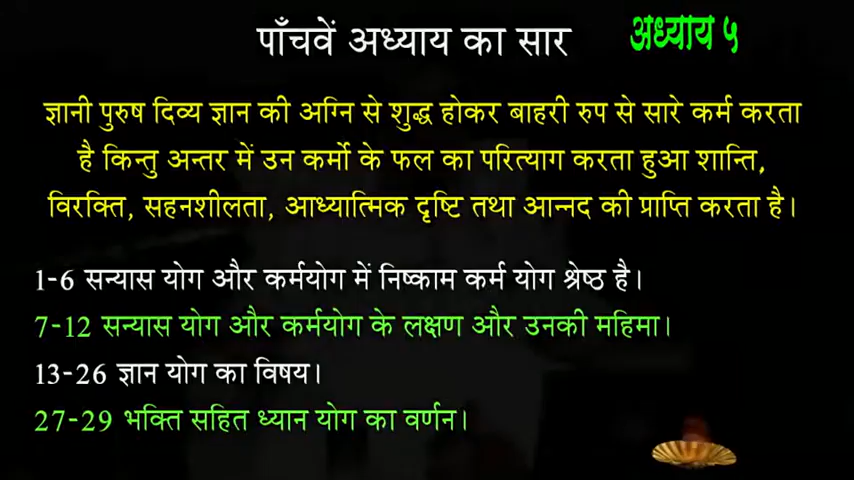 पाँचवें अध्याय का सार
अध्याय ५
ज्ञानी पुरुष दिव्य ज्ञान की अग्नि से शुद्ध होकर बाहरी रुप से सारे कर्म करता
है किन्तु अन्तर में उन कर्मो के फल का परित्याग करता हुआ शान्ति,
विरक्ति, सहनशीलता, आध्यात्मिक दृष्टि तथा आन्नद की प्राप्ति करता है।
1-6 सन्यास योग और कर्मयोग में निष्काम कर्म योग श्रेष्ठ है।
7-12 सन्यास योग और कर्मयोग के लक्षण और उनकी महिमा।
13-26 ज्ञान योग का विषय।
27-29 भक्ति सहित ध्यान योग का वर्णन।